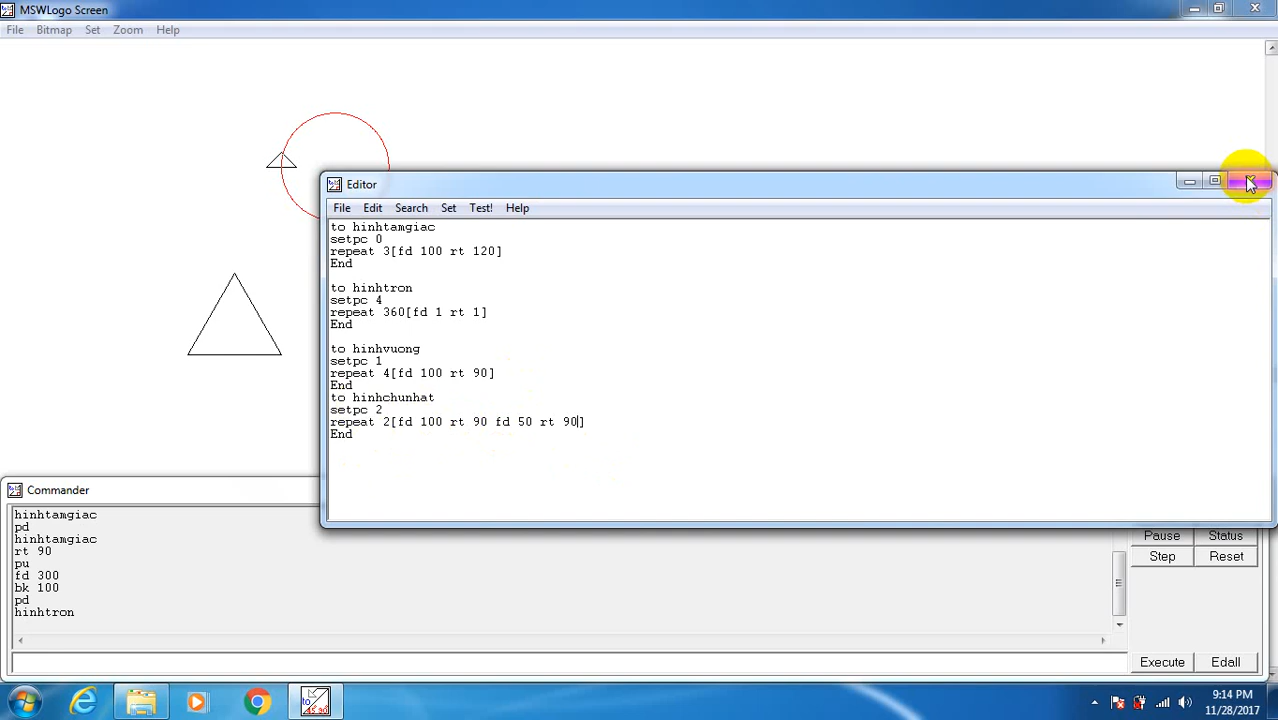 MSWLogo Screen
File Bitmap Set Zoom Help
Editor
File Edit Search Set Test! Help
to hinhtamgiac
setpc 0
repeat 3[fd 100 rt 120]
End
to hinhtron
setpc 4
repeat 360[fd 1 rt 1]
End
to hinhvuong
setpc 1
repeat 4[fd 100 rt 90]
End
to hinhchunhat
setpc 2
repeat 2[fd 100 rt 90 fd 50 rt 90]
End
Commander
hinhtamgiac
pd
hinhtamgiac
rt 90
pu
fd 300
bk 100
pd
hinhtron
Pause Status
Step Reset
Execute Edall
9:14 PM
11/28/2017